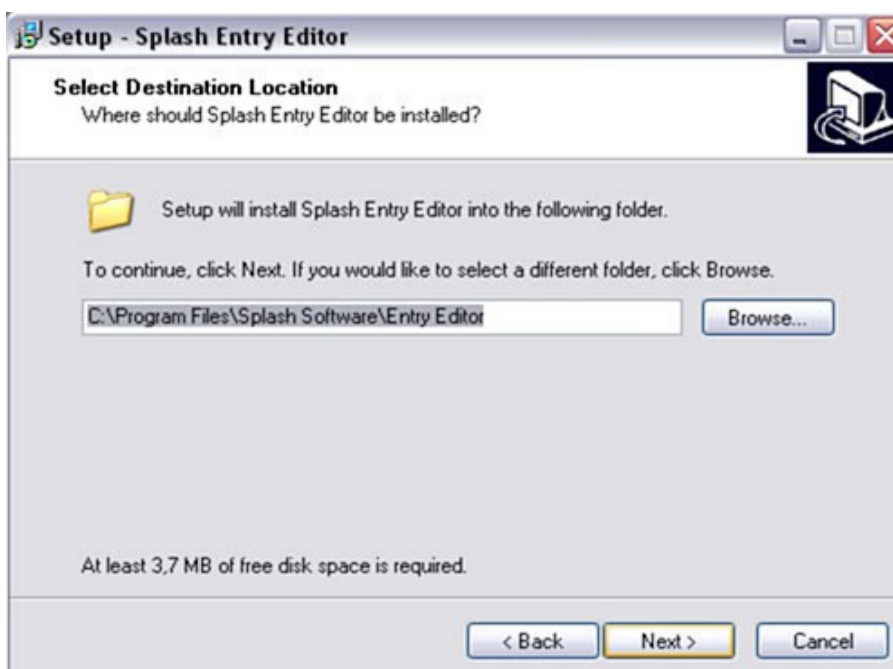 Setup - Splash Entry Editor
Select Destination Location
Where should Splash Entry Editor be installed?
Setup will install Splash Entry Editor into the following folder.
To continue, click Next. If you would like to select a different folder, click Browse.
C:\Program Files\Splash Software\Entry Editor
Browse...
At least 3,7 MB of free disk space is required.
< Back
Next >
Cancel